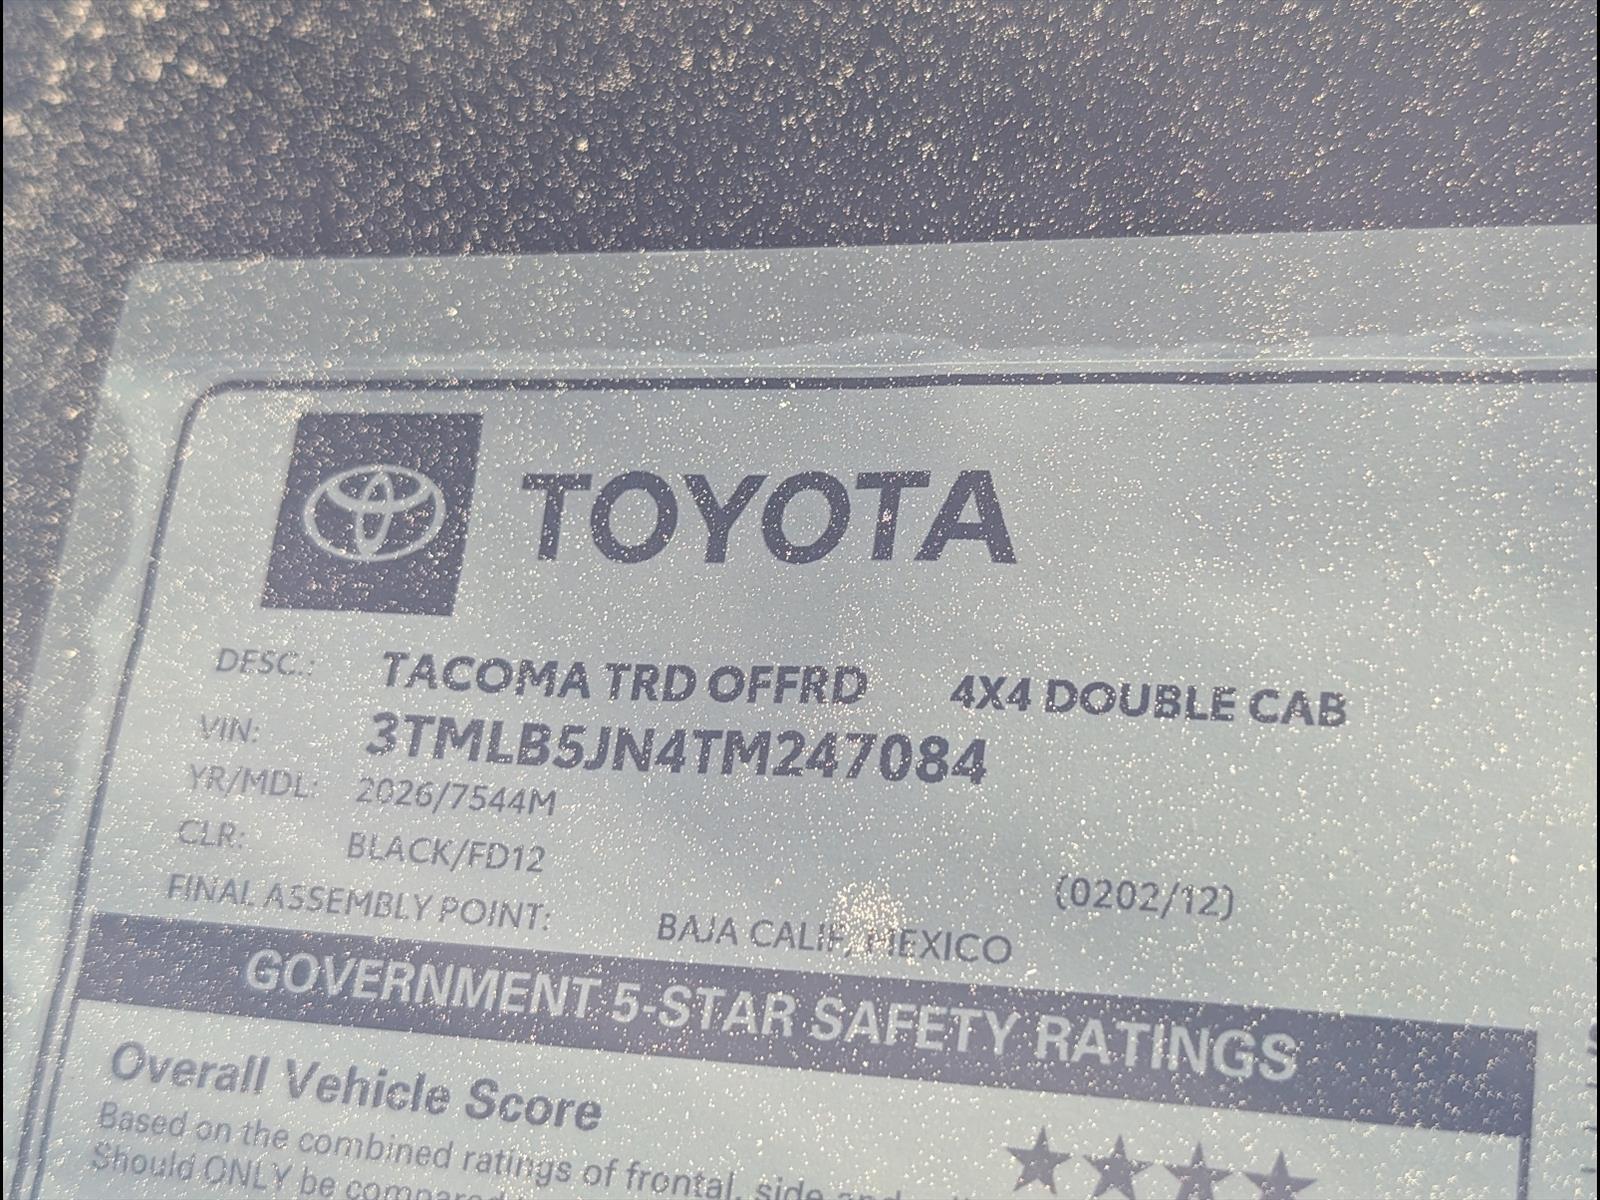 TOYOTA
DESC.: TACOMA TRD OFFRD 4X4 DOUBLE CAB
VIN: 3TMLB5JN4TM247084
YR/MDL: 2026/7544M
CLR: BLACK/FD12
(0202/12)
FINAL ASSEMBLY POINT: BAJA CALIF, MEXICO
GOVERNMENT 5-STAR SAFETY RATINGS
Overall Vehicle Score
Based on the combined ratings of frontal, side and
Should ONLY be